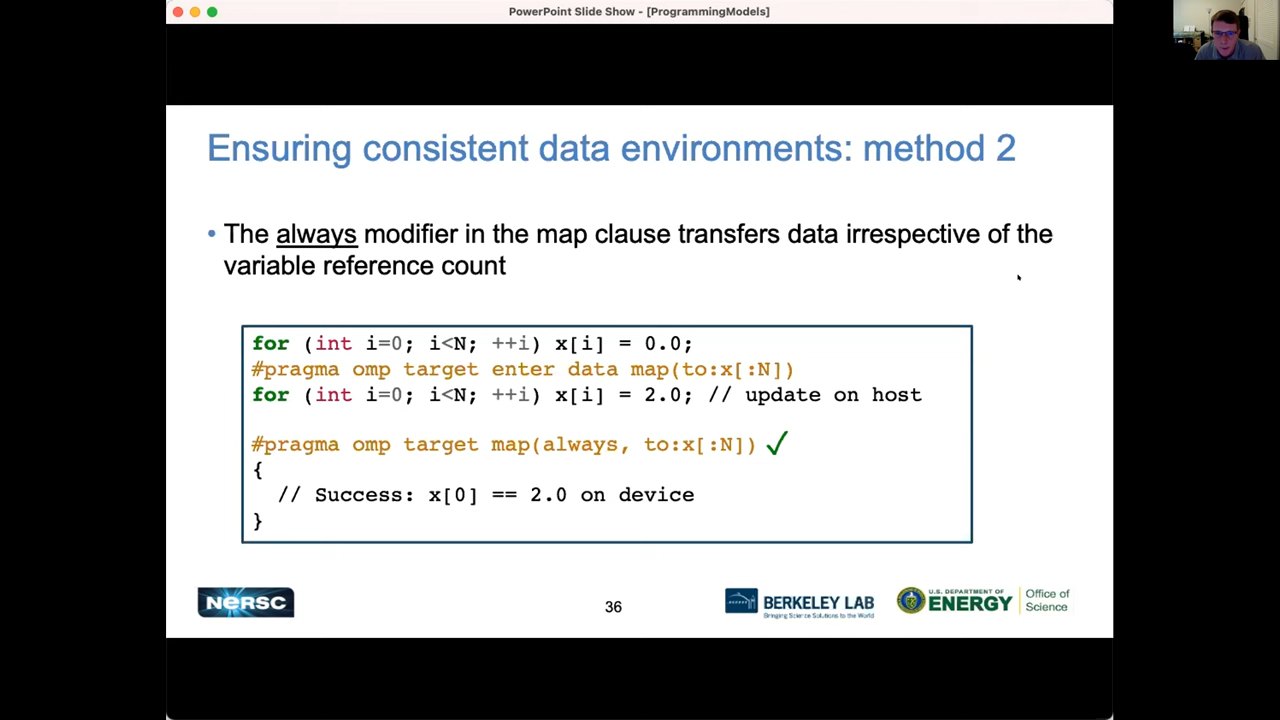 PowerPoint Slide Show - [ProgrammingModels]
Ensuring consistent data environments: method 2
• The always modifier in the map clause transfers data irrespective of the
variable reference count
for (int i=0; i<N; ++i) x[i] = 0.0;
#pragma omp target enter data map(to:x[:N])
for (int i=0; i<N; ++i) x[i] = 2.0; // update on host
#pragma omp target map(always, to:x[:N]) ✓
{
// Success: x[0] == 2.0 on device
}
NERSC
36
BERKELEY LAB
Bringing Science Solutions to the World
U.S. DEPARTMENT OF
ENERGY
Office of
Science